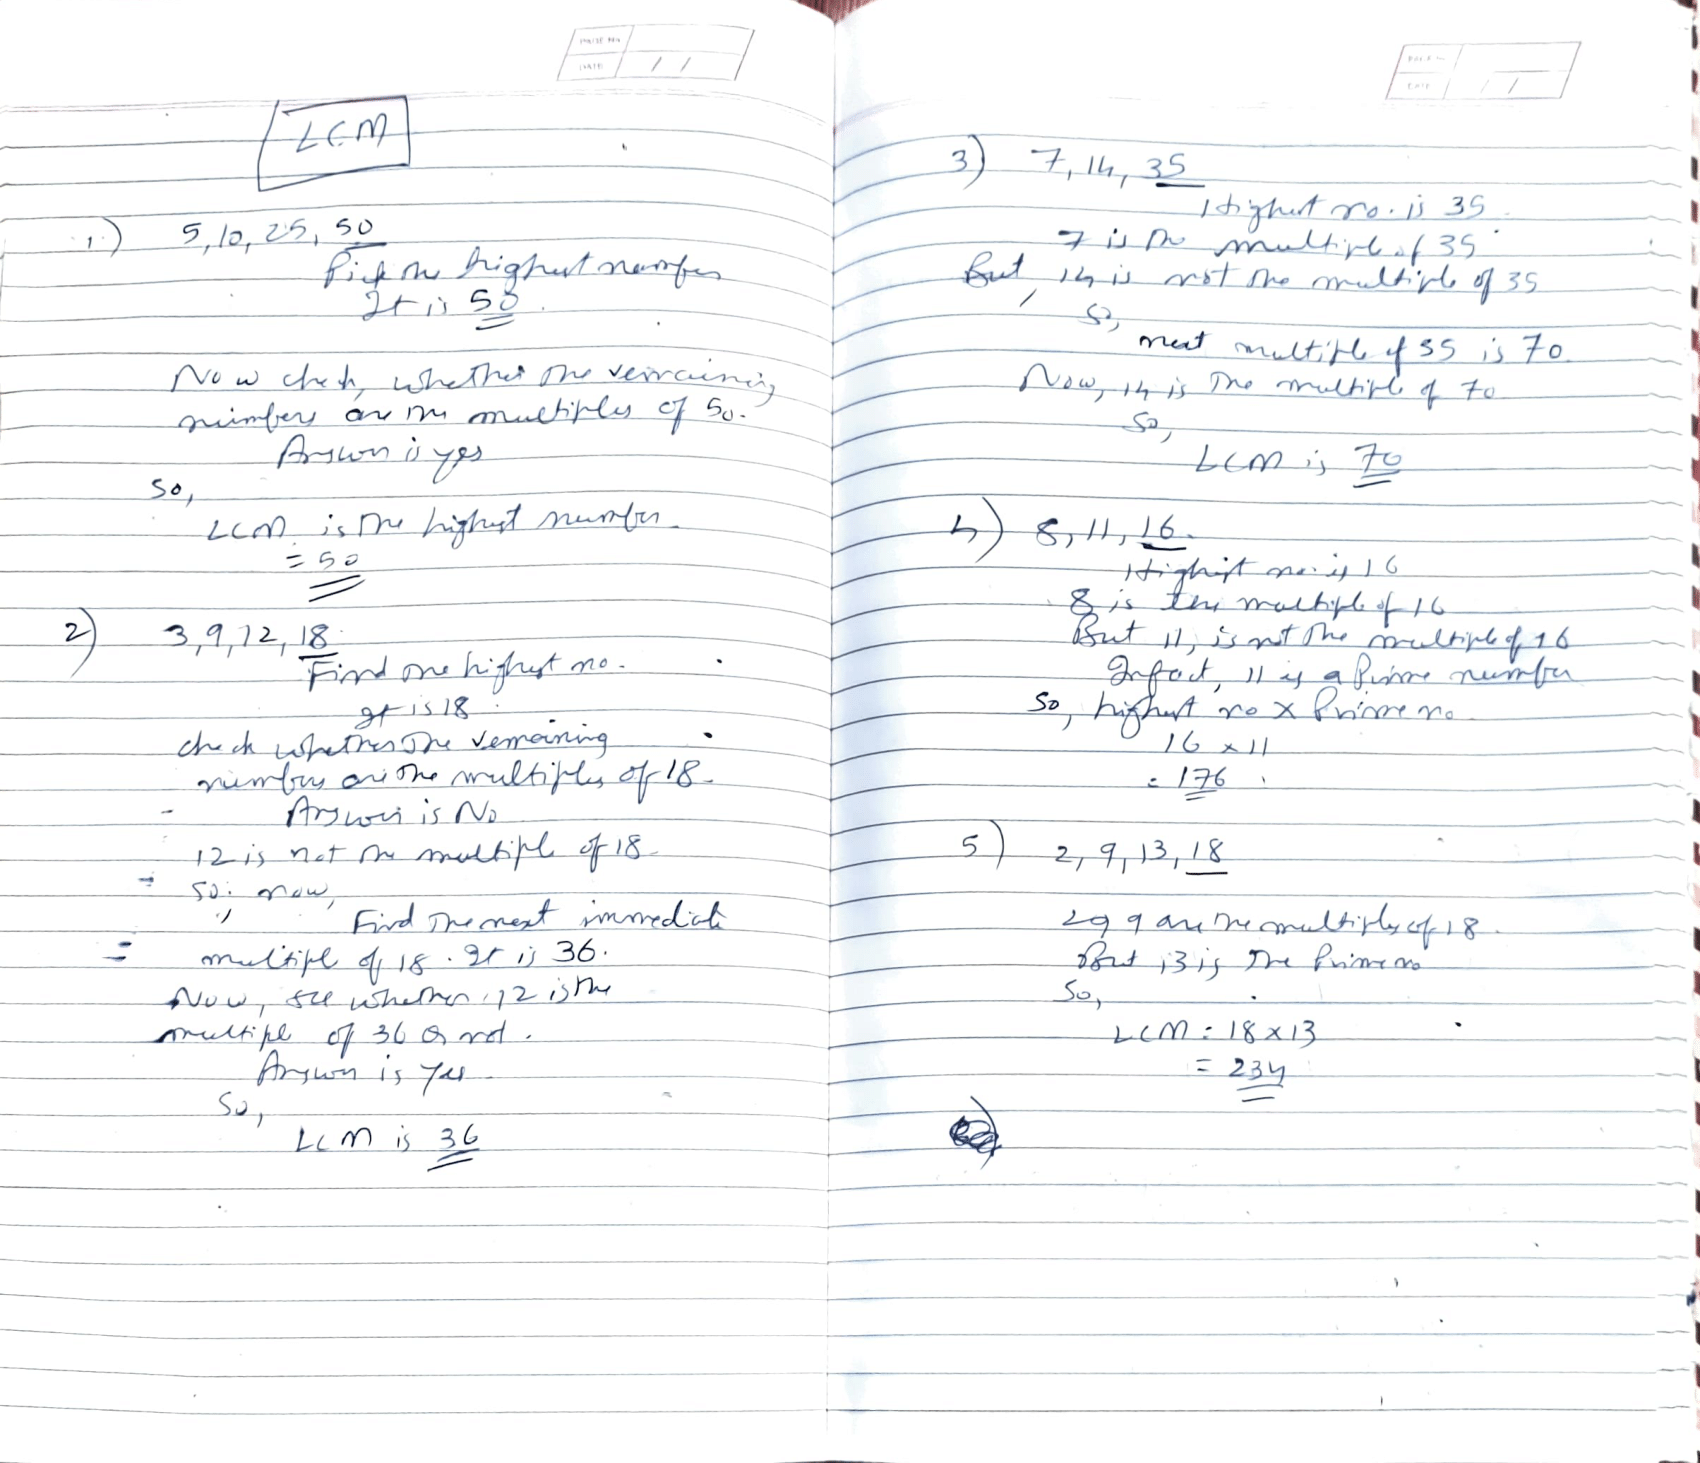 PAGE No.
DATE / /
LCM
1.) 5, 10, 25, 50
Pick the highest number
It is 50.
Now check, whether the remaining
numbers are the multiples of 50.
Answer is yes
So,
LCM is the highest number
= 50
2) 3, 9, 12, 18
Find the highest no.
It is 18
check whether the remaining
numbers are the multiples of 18.
Answer is No
12 is not the multiple of 18
So, now,
Find the next immediate
multiple of 18. It is 36.
Now, see whether 12 is the
multiple of 36 or not.
Answer is Yes.
So,
LCM is 36
PAGE No.
DATE / /
3) 7, 14, 35
Highest no. is 35.
7 is the multiple of 35
But, 14 is not the multiple of 35
So,
next multiple of 35 is 70.
Now, 14 is the multiple of 70
So,
LCM is 70
4) 8, 11, 16.
Highest no. is 16
8 is the multiple of 16
But 11, is not the multiple of 16
Infact, 11 is a Prime number
So, highest no x Prime no
16 x 11
= 176
5) 2, 9, 13, 18
2 & 9 are the multiples of 18.
But 13 is the Prime no
So,
LCM = 18 x 13
= 234